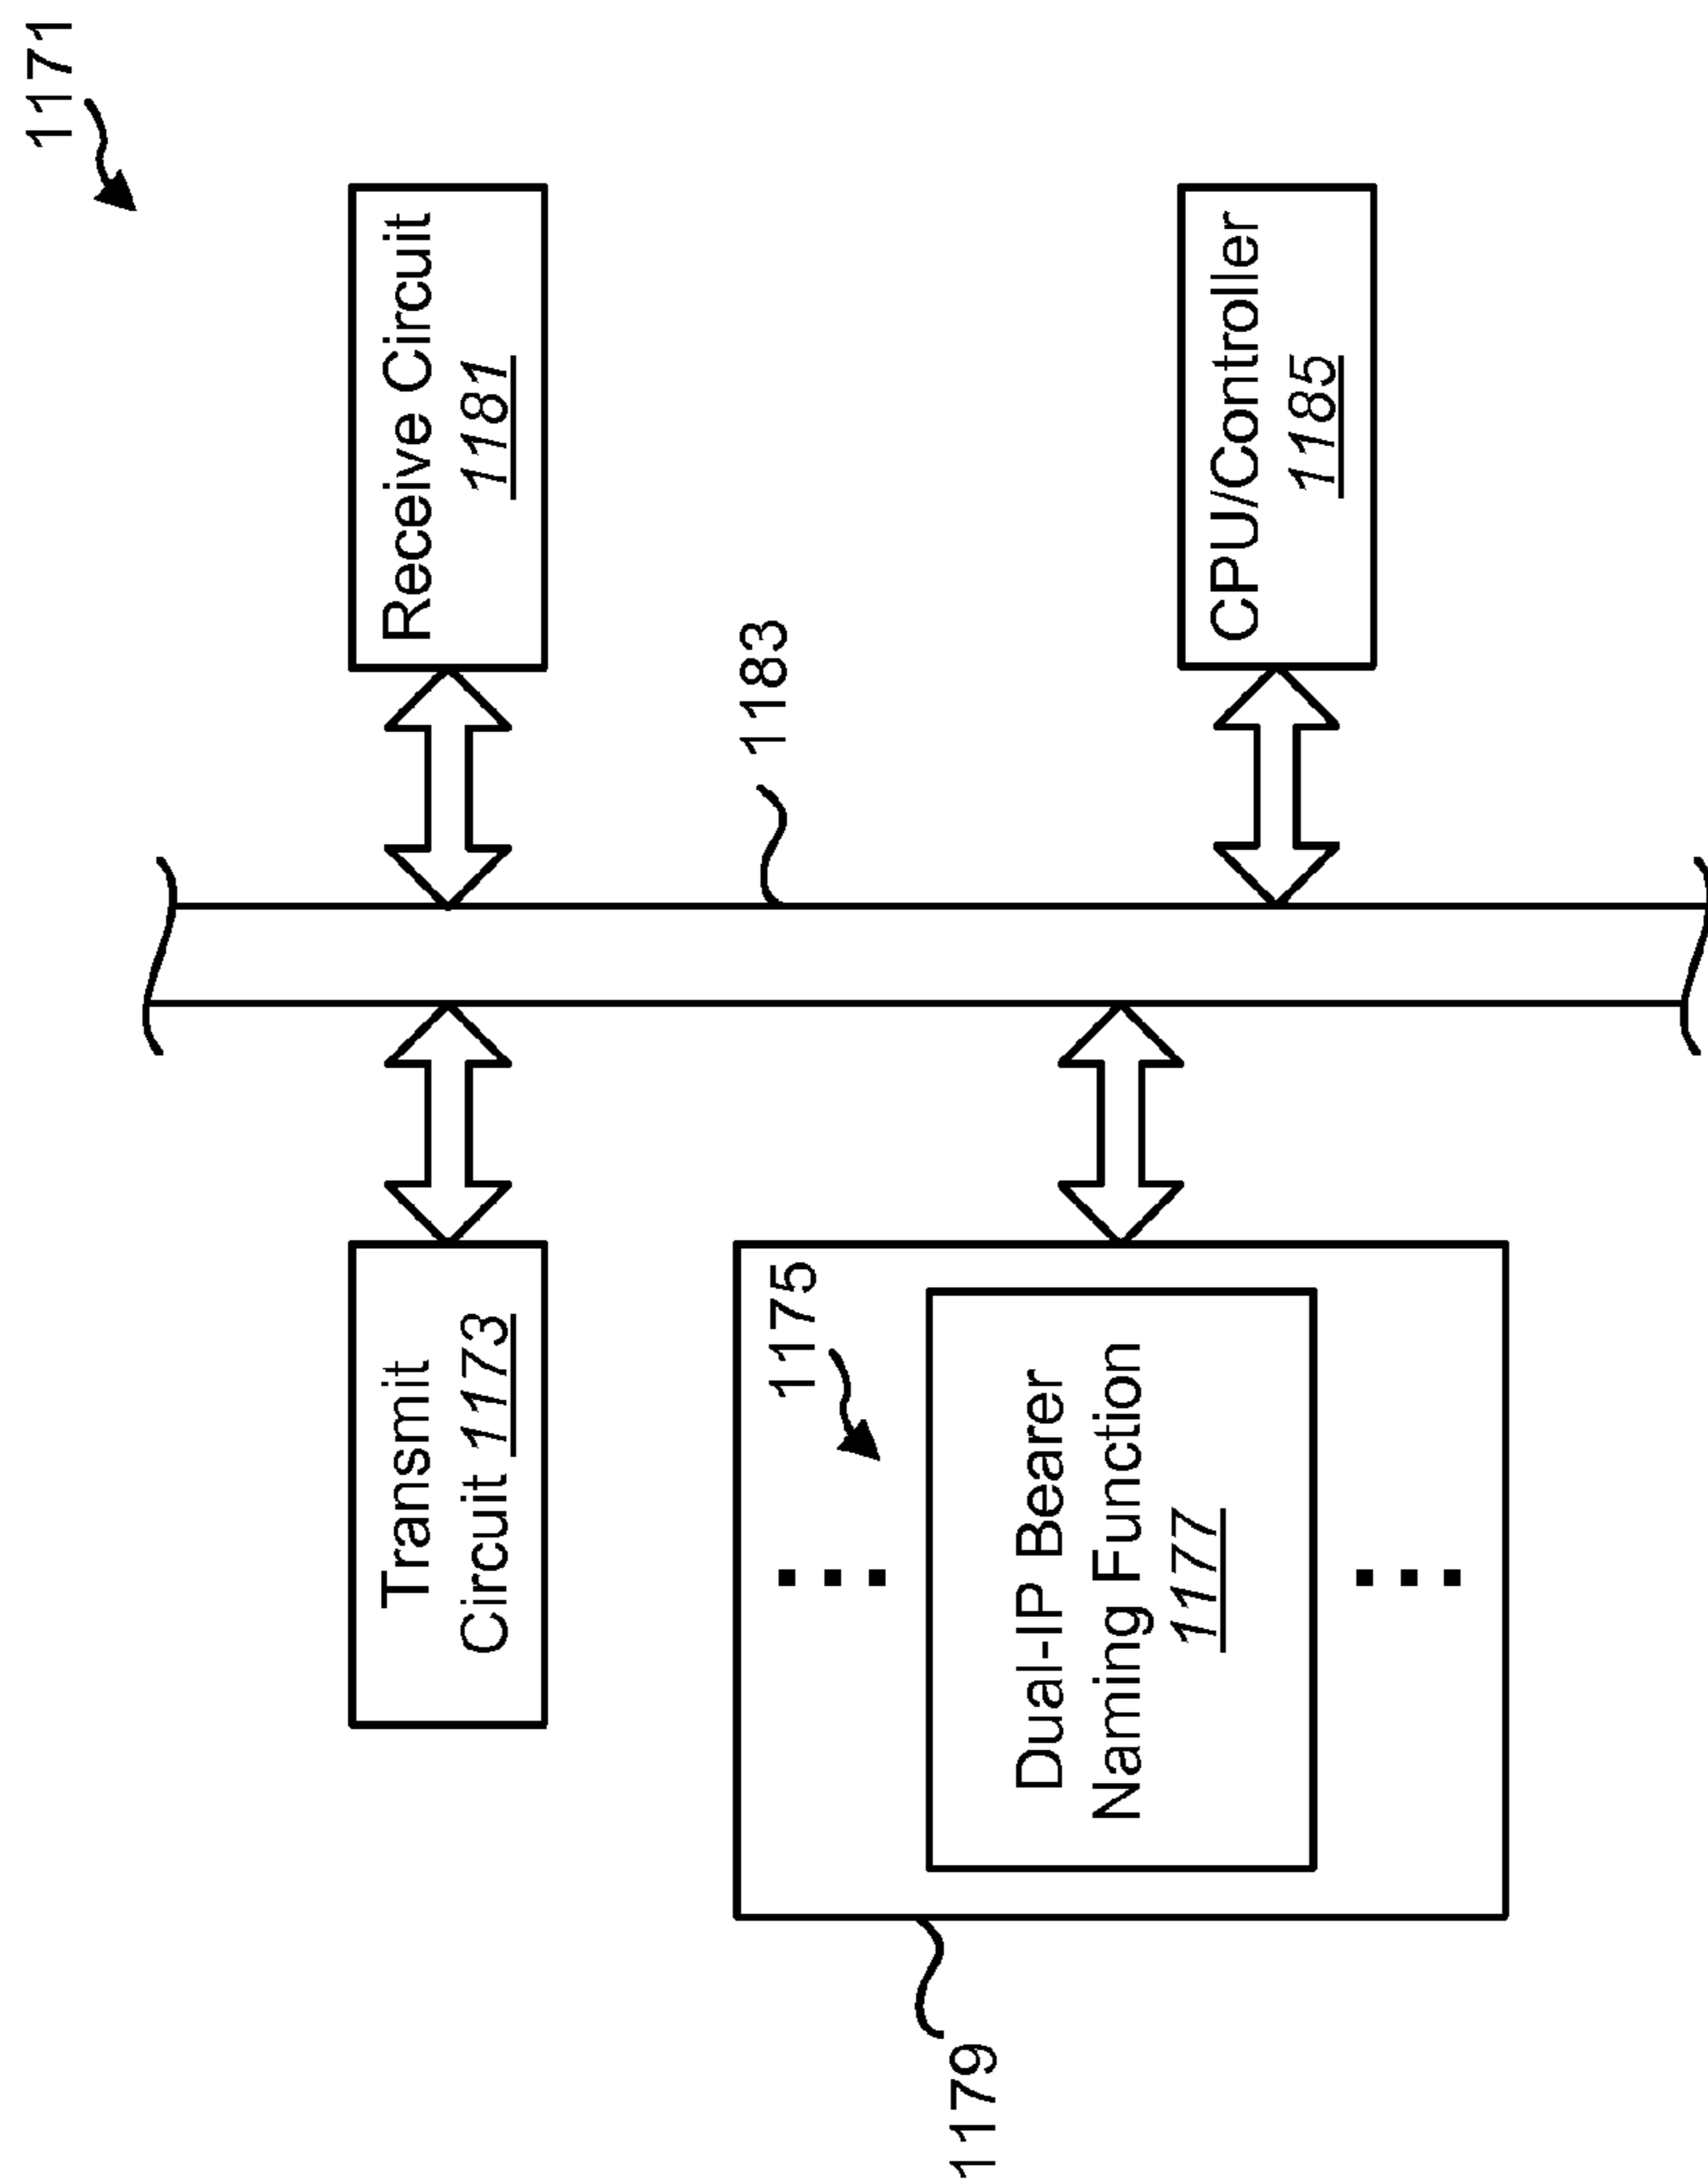 1171
Receive Circuit
1181
CPU/Controller
1185
1183
Transmit
Circuit 1173
1175
Dual-IP Bearer
Naming Function
1177
1179